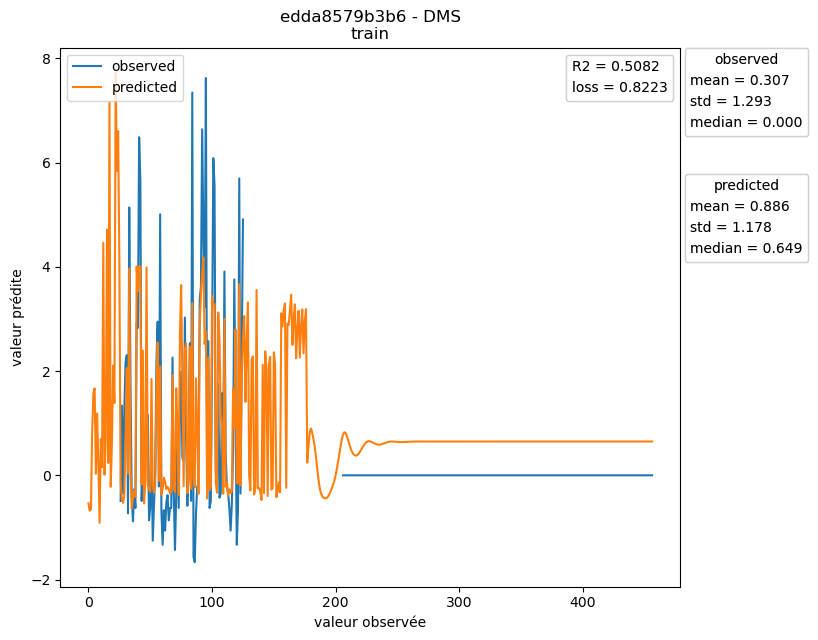 edda8579b3b6 - DMS
train
observed
predicted
R2 = 0.5082
loss = 0.8223
observed
mean = 0.307
std = 1.293
median = 0.000
predicted
mean = 0.886
std = 1.178
median = 0.649
valeur prédite
8
6
4
2
0
−2
0
100
200
300
400
valeur observée